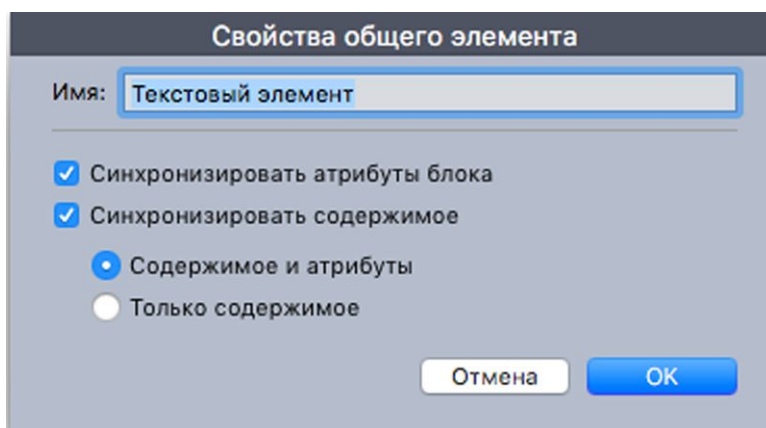 Свойства общего элемента
Имя: Текстовый элемент
Синхронизировать атрибуты блока
Синхронизировать содержимое
Содержимое и атрибуты
Только содержимое
Отмена OK